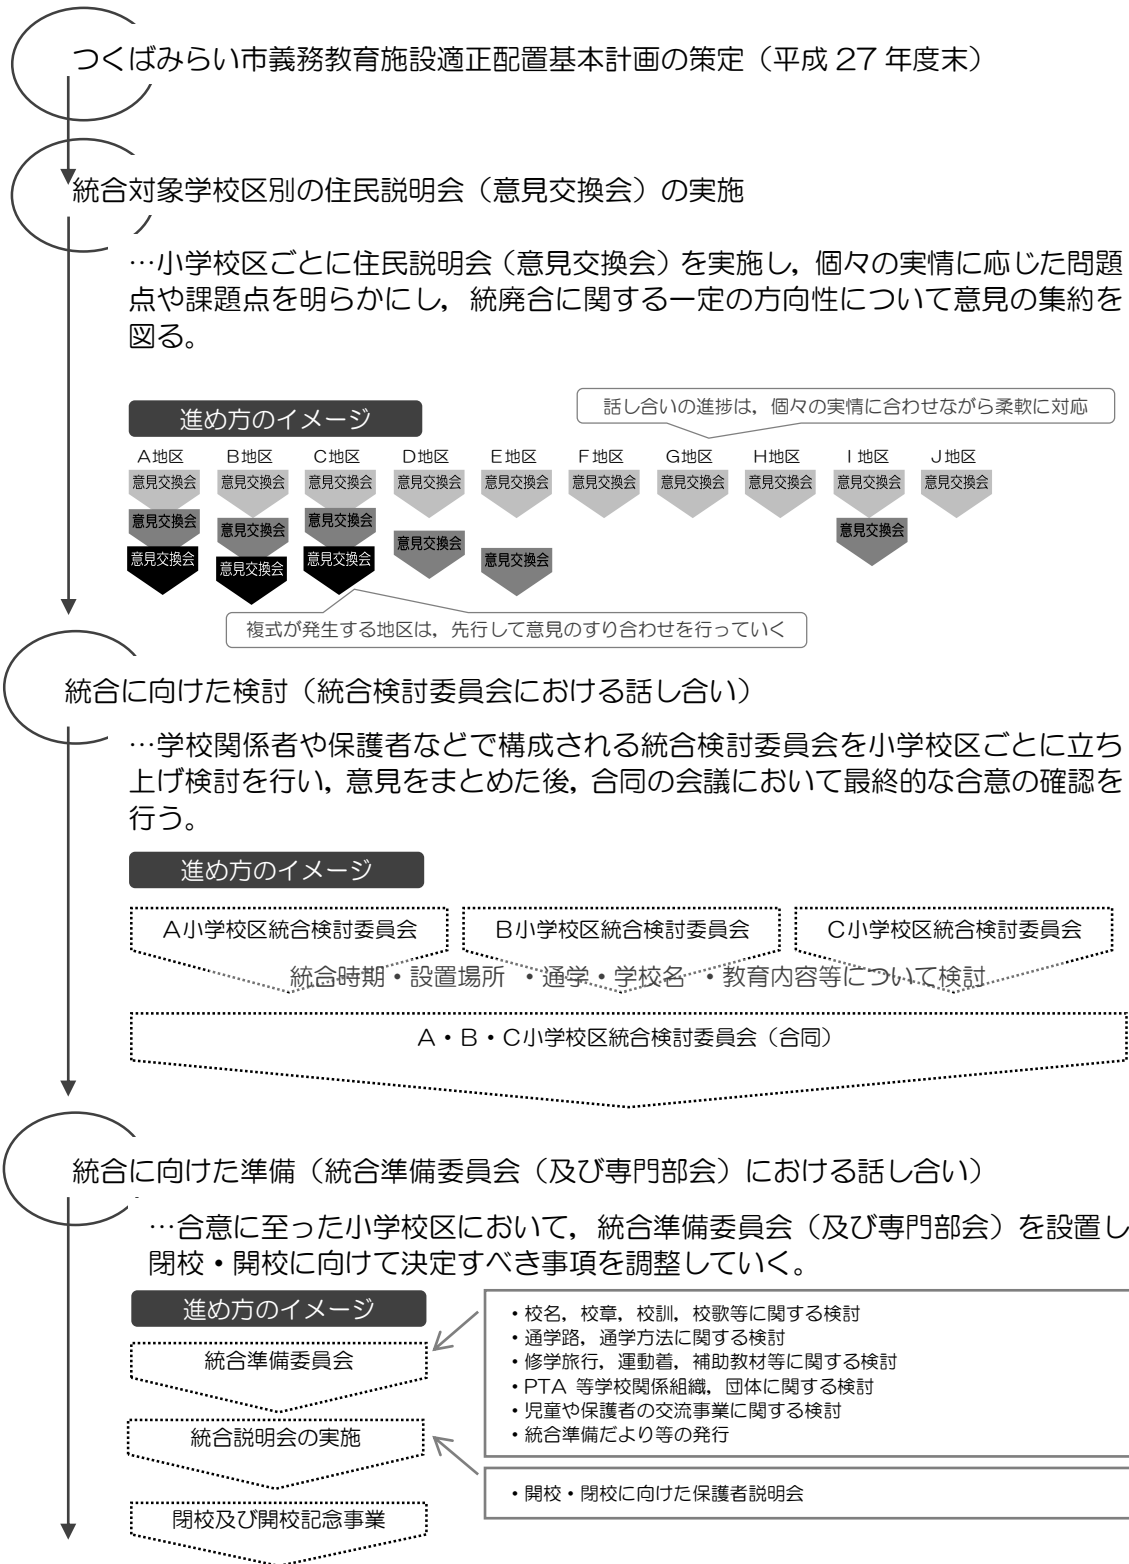 つくばみらい市義務教育施設適正配置基本計画の策定（平成 27 年度末）
統合対象学校区別の住民説明会（意見交換会）の実施
…小学校区ごとに住民説明会（意見交換会）を実施し，個々の実情に応じた問題
点や課題点を明らかにし，統廃合に関する一定の方向性について意見の集約を
図る。
進め方のイメージ
話し合いの進捗は，個々の実情に合わせながら柔軟に対応
A地区 B地区 C地区 D地区 E地区 F地区 G地区 H地区 I地区 J地区
意見交換会 意見交換会 意見交換会 意見交換会 意見交換会 意見交換会 意見交換会 意見交換会 意見交換会 意見交換会
意見交換会 意見交換会 意見交換会 意見交換会 意見交換会 意見交換会
意見交換会 意見交換会 意見交換会
複式が発生する地区は，先行して意見のすり合わせを行っていく
統合に向けた検討（統合検討委員会における話し合い）
…学校関係者や保護者などで構成される統合検討委員会を小学校区ごとに立ち
上げ検討を行い，意見をまとめた後，合同の会議において最終的な合意の確認を
行う。
進め方のイメージ
A小学校区統合検討委員会 B小学校区統合検討委員会 C小学校区統合検討委員会
統合時期・設置場所 ・通学・学校名 ・教育内容等について検討
A・B・C小学校区統合検討委員会（合同）
統合に向けた準備（統合準備委員会（及び専門部会）における話し合い）
…合意に至った小学校区において，統合準備委員会（及び専門部会）を設置し
閉校・開校に向けて決定すべき事項を調整していく。
進め方のイメージ
統合準備委員会
・校名，校章，校訓，校歌等に関する検討
・通学路，通学方法に関する検討
・修学旅行，運動着，補助教材等に関する検討
・PTA 等学校関係組織，団体に関する検討
・児童や保護者の交流事業に関する検討
・統合準備だより等の発行
統合説明会の実施
・開校・閉校に向けた保護者説明会
閉校及び開校記念事業